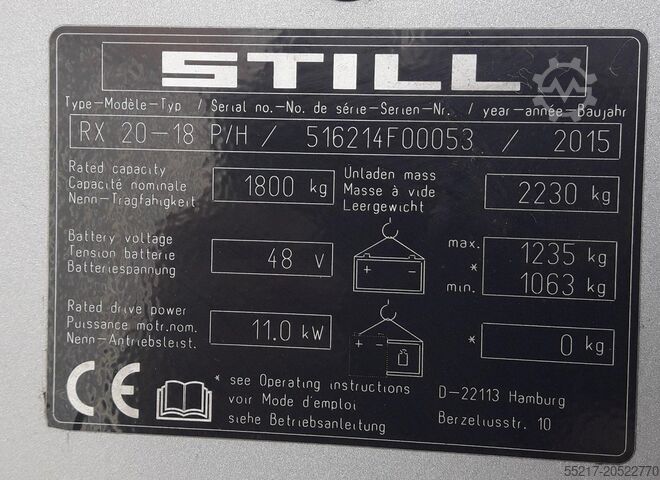 STILL
Type-Modèle-Typ / Serial no.-No. de série-Serien-Nr. / year-année-Baujahr
RX 20-18 P/H / 516214F00053 / 2015
Rated capacity
Capacité nominale
Nenn-Tragfähigkeit
1800 kg
Unladen mass
Masse à vide
Leergewicht
2230 kg
Battery voltage
Tension batterie
Batteriespannung
48 V
+ -
max. 1235 kg
*
min. 1063 kg
Rated drive power
Puissance motr.nom.
Nenn-Antriebsleist.
11.0 kW
+ -
* 0 kg
CE
* see Operating instructions
voir Mode d'emploi
siehe Betriebsanleitung
D-22113 Hamburg
Berzeliusstr. 10
55217-20522770